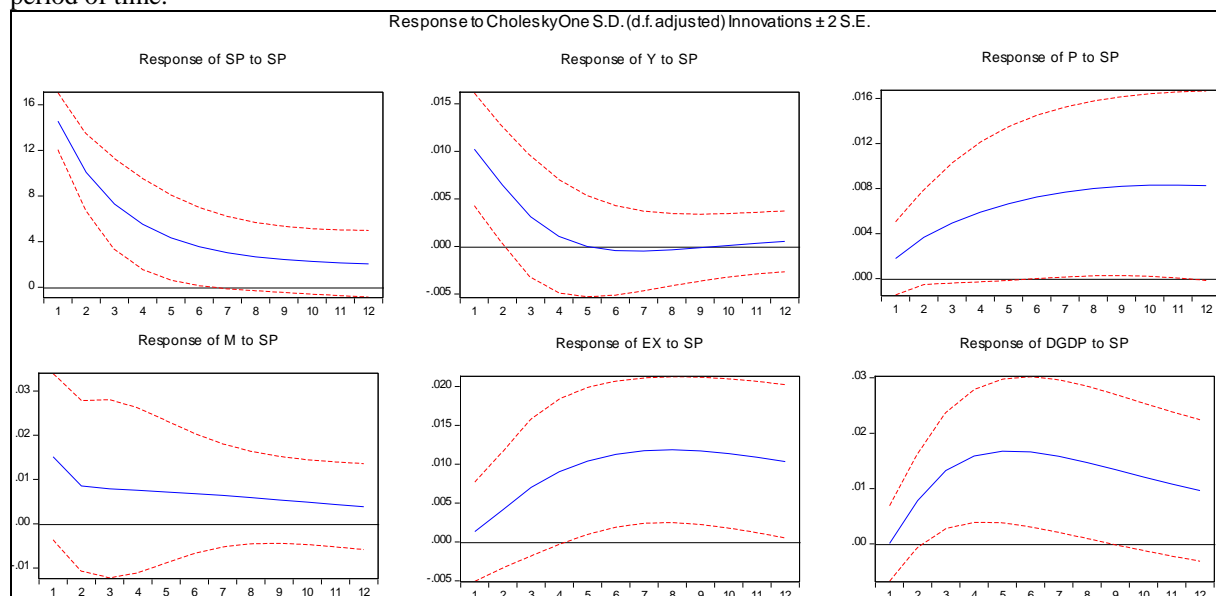 period of time.
Response to CholeskyOne S.D. (d.f. adjusted) Innovations ± 2 S.E.
Response of SP to SP
16
12
8
4
0
1 2 3 4 5 6 7 8 9 10 11 12
Response of Y to SP
.015
.010
.005
.000
-.005
1 2 3 4 5 6 7 8 9 10 11 12
Response of P to SP
.016
.012
.008
.004
.000
1 2 3 4 5 6 7 8 9 10 11 12
Response of M to SP
.03
.02
.01
.00
-.01
1 2 3 4 5 6 7 8 9 10 11 12
Response of EX to SP
.020
.015
.010
.005
.000
-.005
1 2 3 4 5 6 7 8 9 10 11 12
Response of DGDP to SP
.03
.02
.01
.00
1 2 3 4 5 6 7 8 9 10 11 12